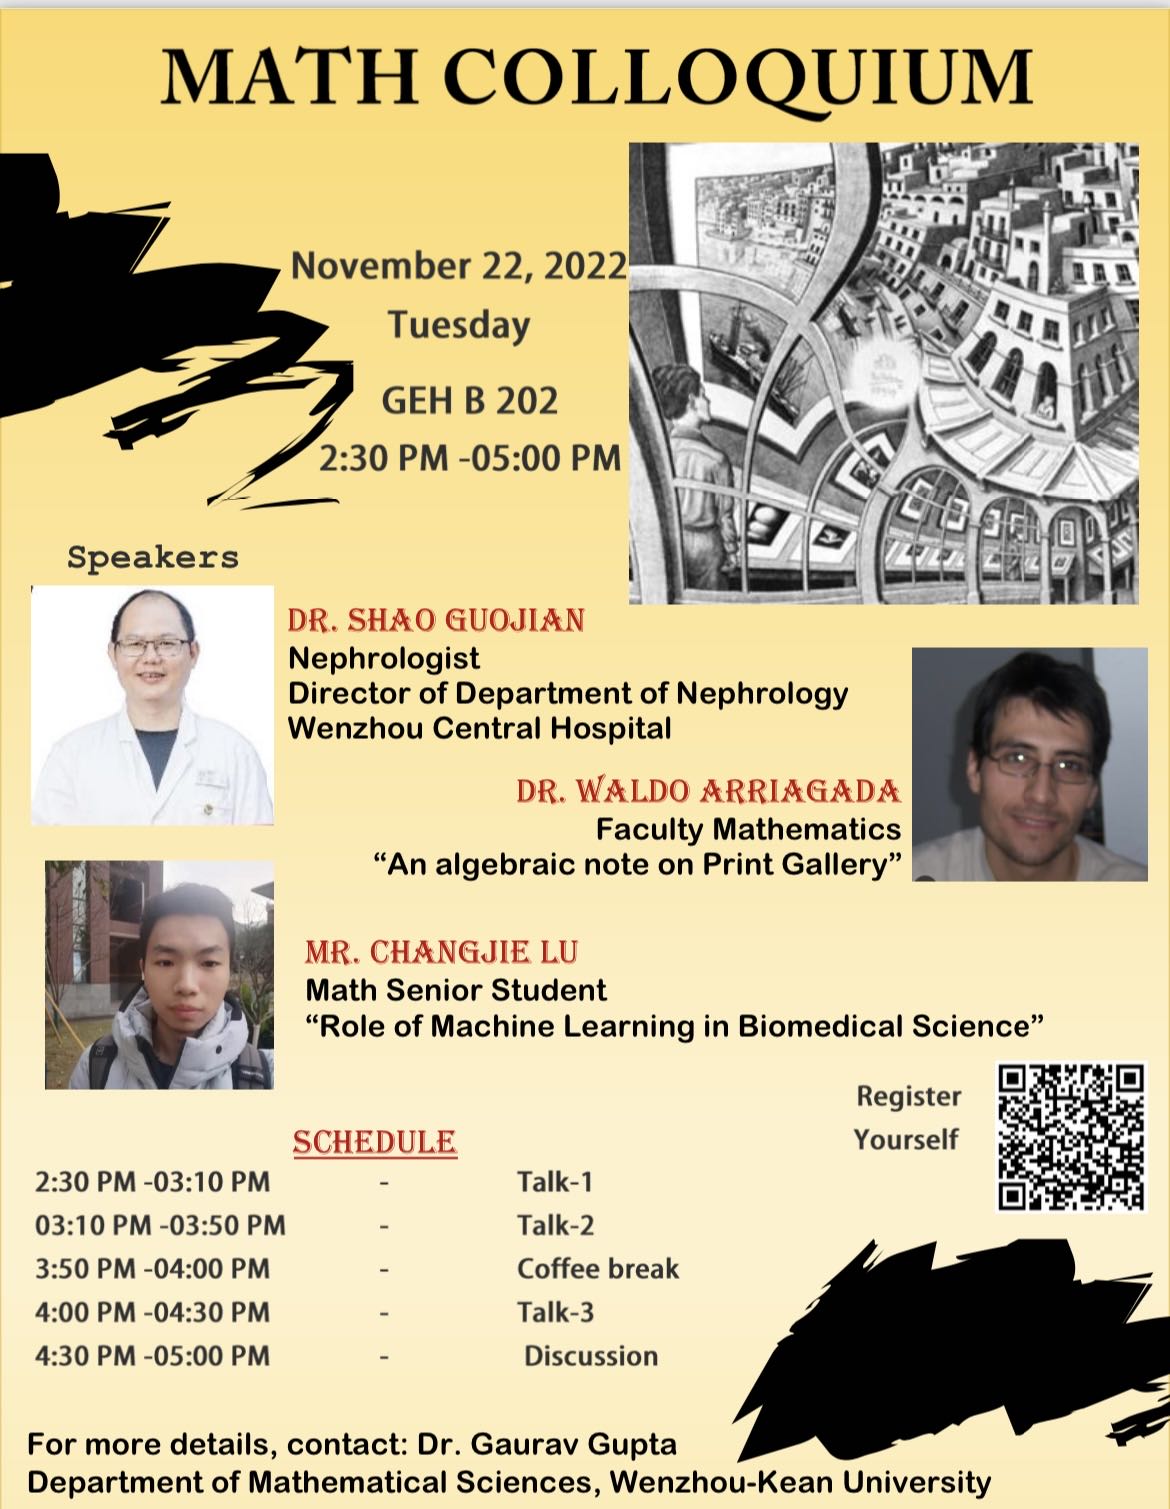 MATH COLLOQUIUM
November 22, 2022
Tuesday
GEH B 202
2:30 PM -05:00 PM
Speakers
DR. SHAO GUOJIAN
Nephrologist
Director of Department of Nephrology
Wenzhou Central Hospital
DR. WALDO ARRIAGADA
Faculty Mathematics
“An algebraic note on Print Gallery”
MR. CHANGJIE LU
Math Senior Student
“Role of Machine Learning in Biomedical Science”
Register
Yourself
SCHEDULE
2:30 PM -03:10 PM - Talk-1
03:10 PM -03:50 PM - Talk-2
3:50 PM -04:00 PM - Coffee break
4:00 PM -04:30 PM - Talk-3
4:30 PM -05:00 PM - Discussion
For more details, contact: Dr. Gaurav Gupta
Department of Mathematical Sciences, Wenzhou-Kean University